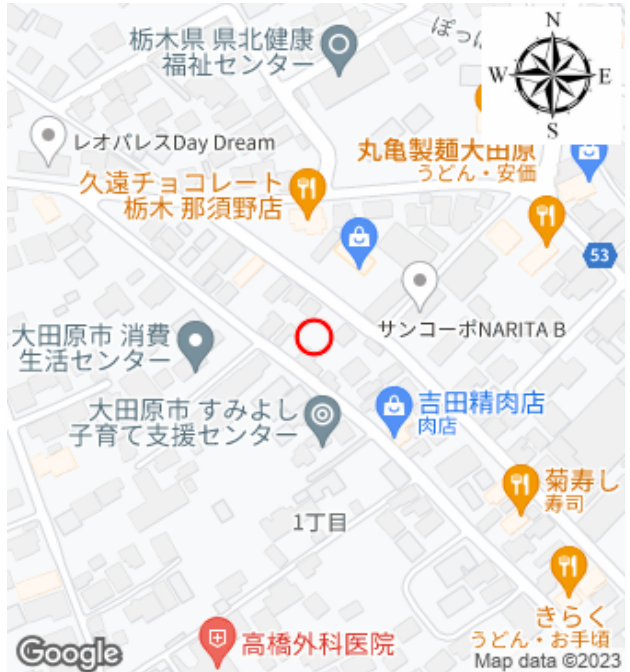 栃木県 県北健康
福祉センター
ぽっ
N
W
E
S
レオパレスDay Dream
丸亀製麺大田原
うどん・安価
久遠チョコレート
栃木 那須野店
53
サンコーポNARITA B
大田原市 消費
生活センター
大田原市 すみよし
子育て支援センター
吉田精肉店
肉店
菊寿し
寿司
1丁目
きらく
うどん・お手頃
高橋外科医院
Google
Map data ©2023